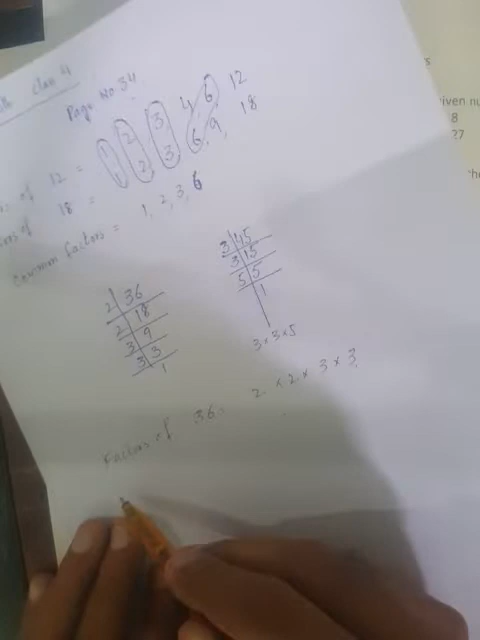 Class 4
Page No 34
of 12 = 1 2 3 4 6 12
of 18 = 1 2 3 6 9, 18
Common factors = 1, 2, 3, 6
2 36
2 18
3 9
3 3
1
3 45
3 15
5 5
1
3 × 3 × 5
Factors of 36 = 2 × 2 × 3 × 3
8
27